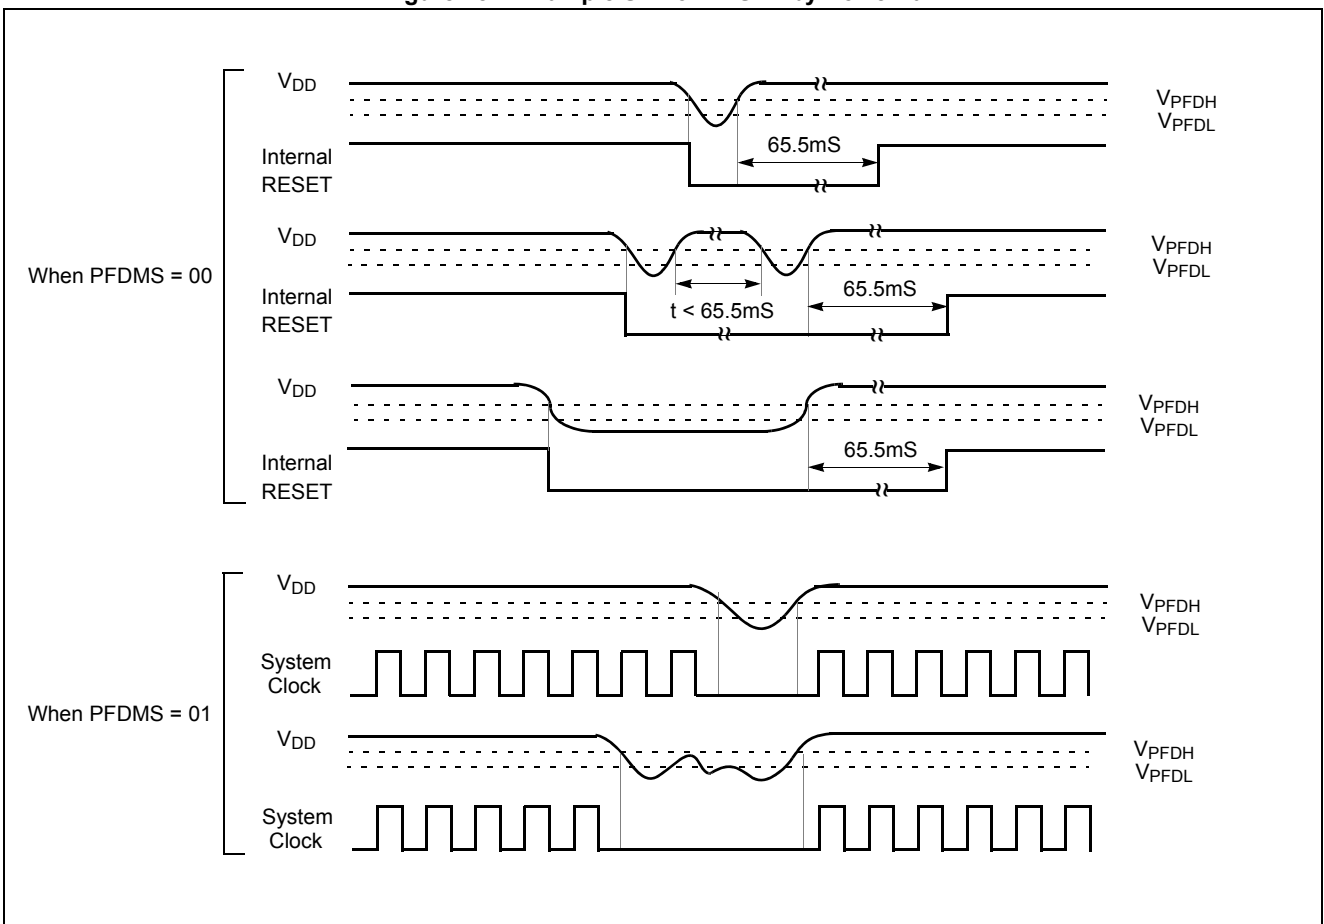 VDD
VPFDH
VPFDL
65.5mS
Internal
RESET
VDD
VPFDH
VPFDL
When PFDMS = 00
Internal
RESET
t < 65.5mS
65.5mS
VDD
VPFDH
VPFDL
Internal
RESET
65.5mS
VDD
VPFDH
VPFDL
System
Clock
When PFDMS = 01
VDD
VPFDH
VPFDL
System
Clock